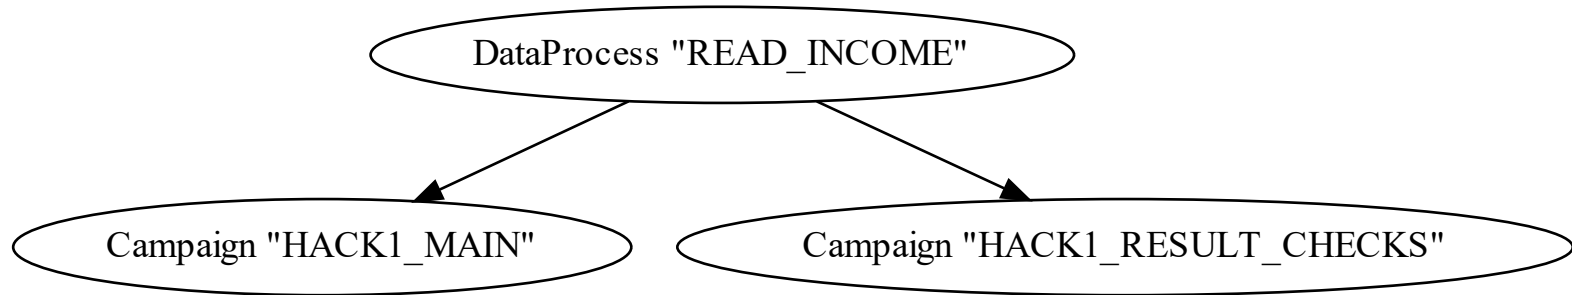 DataProcess "READ_INCOME"
Campaign "HACK1_MAIN"
Campaign "HACK1_RESULT_CHECKS"